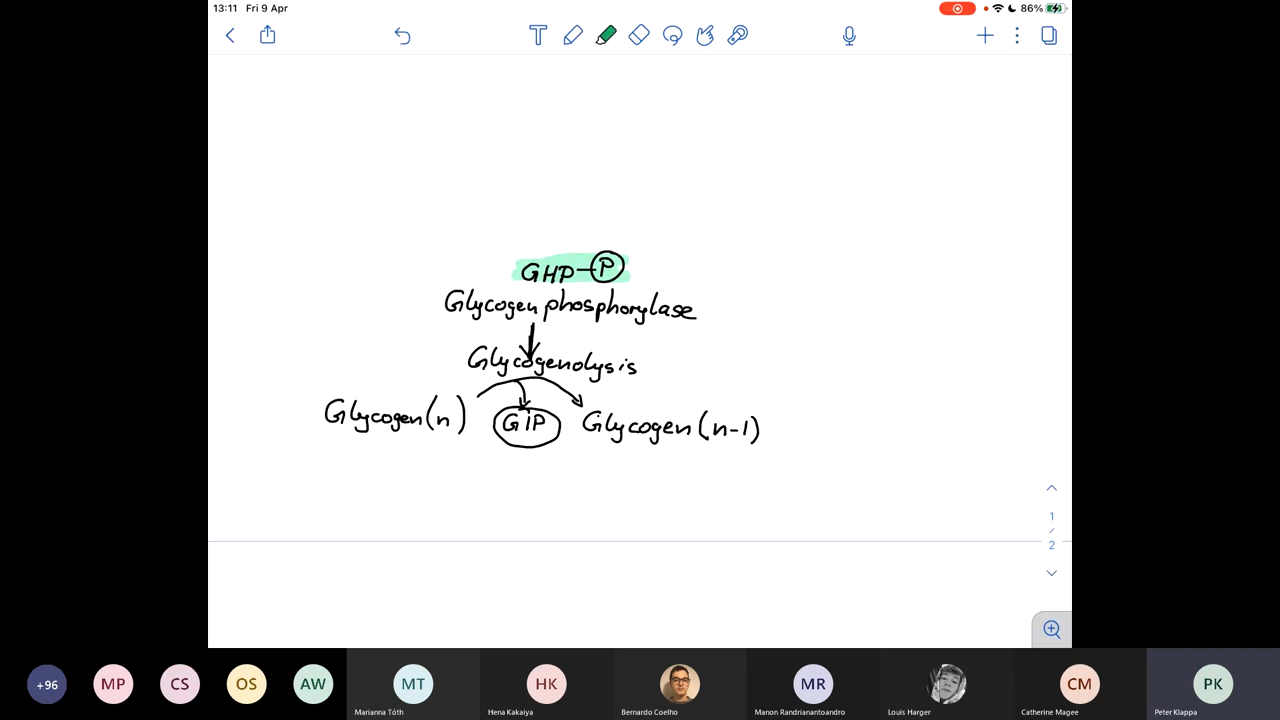 13:11 Fri 9 Apr
86%
T
GHP-P
Glycogen phosphorylase
Glycogenolysis
Glycogen(n) G1P Glycogen(n-1)
1
2
+96 MP CS OS AW MT HK MR CM PK
Marianna Tóth Hena Kakaiya Bernardo Coelho Manon Randrianantoandro Louis Harger Catherine Magee Peter Klappa